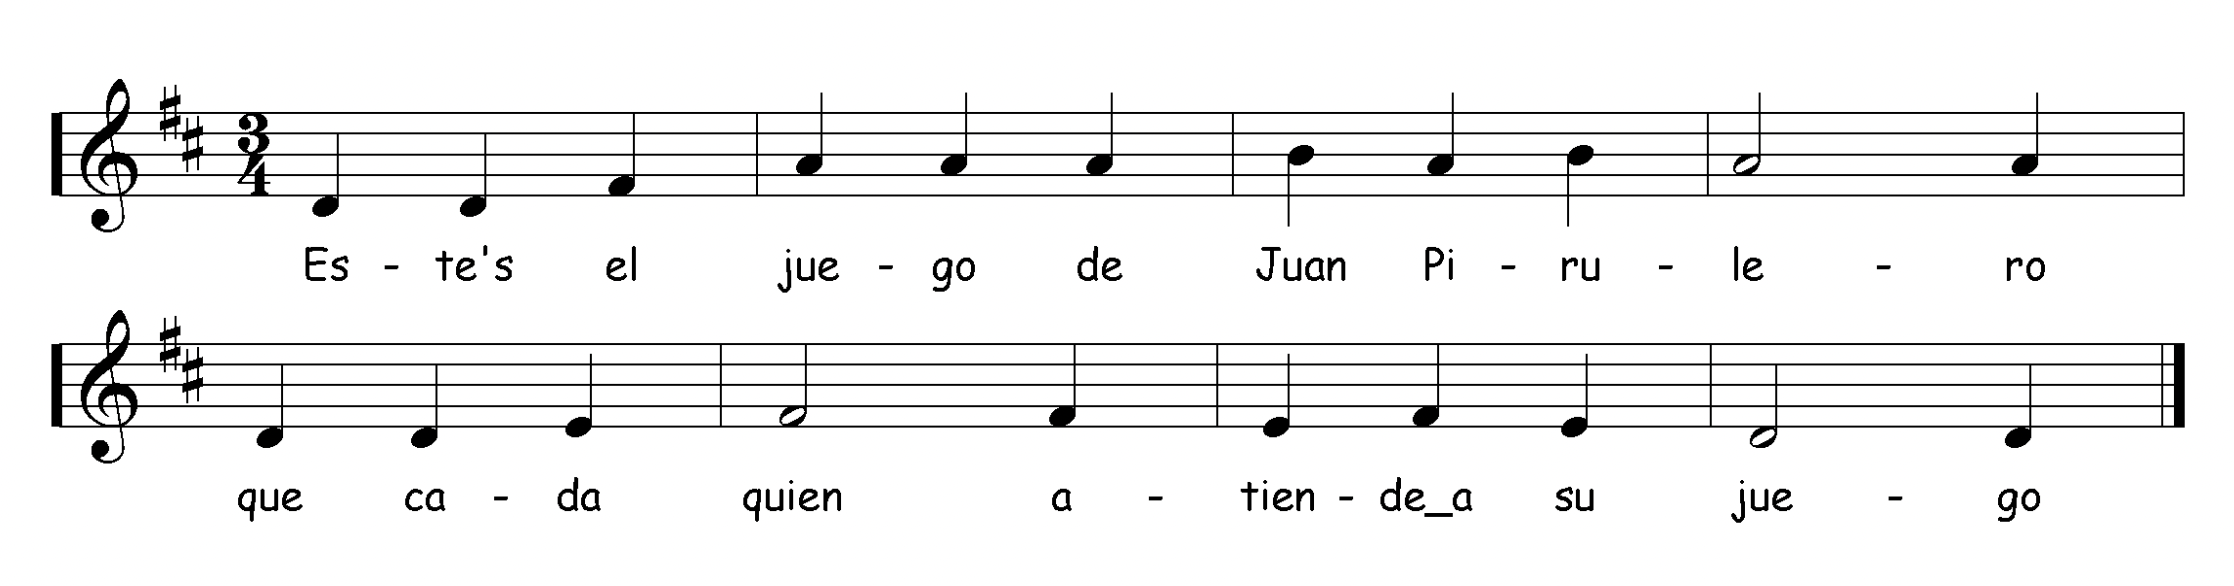 3
4
Es - te's el jue - go de Juan Pi - ru - le - ro
que ca - da quien a - tien - de_a su jue - go